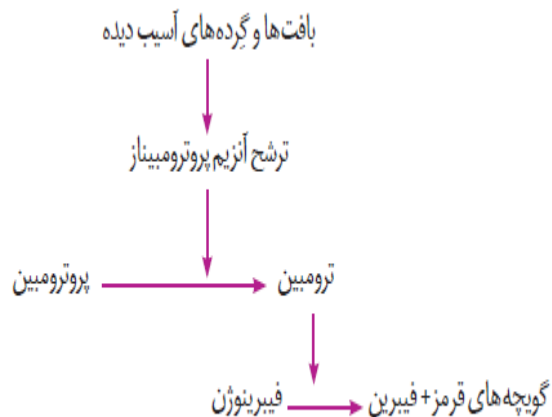 بافت‌ها و گِرده‌های آسیب دیده
ترشح آنزیم پروترومبیناز
پروترومبین
ترومبین
فیبرینوژن
گویچه‌های قرمز + فیبرین